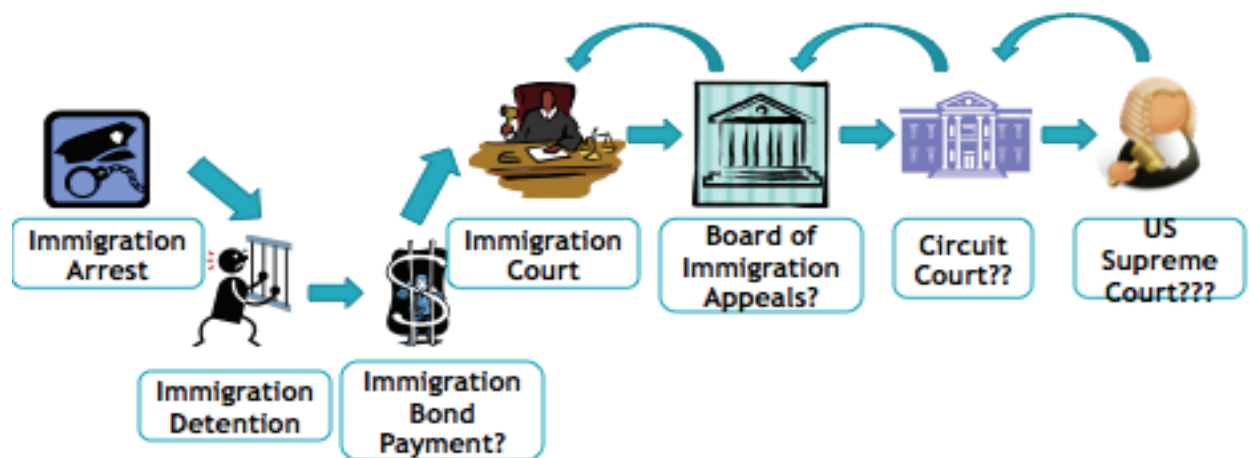 Immigration
Arrest
Immigration
Detention
Immigration
Bond
Payment?
Immigration
Court
Board of
Immigration
Appeals?
Circuit
Court??
US
Supreme
Court???